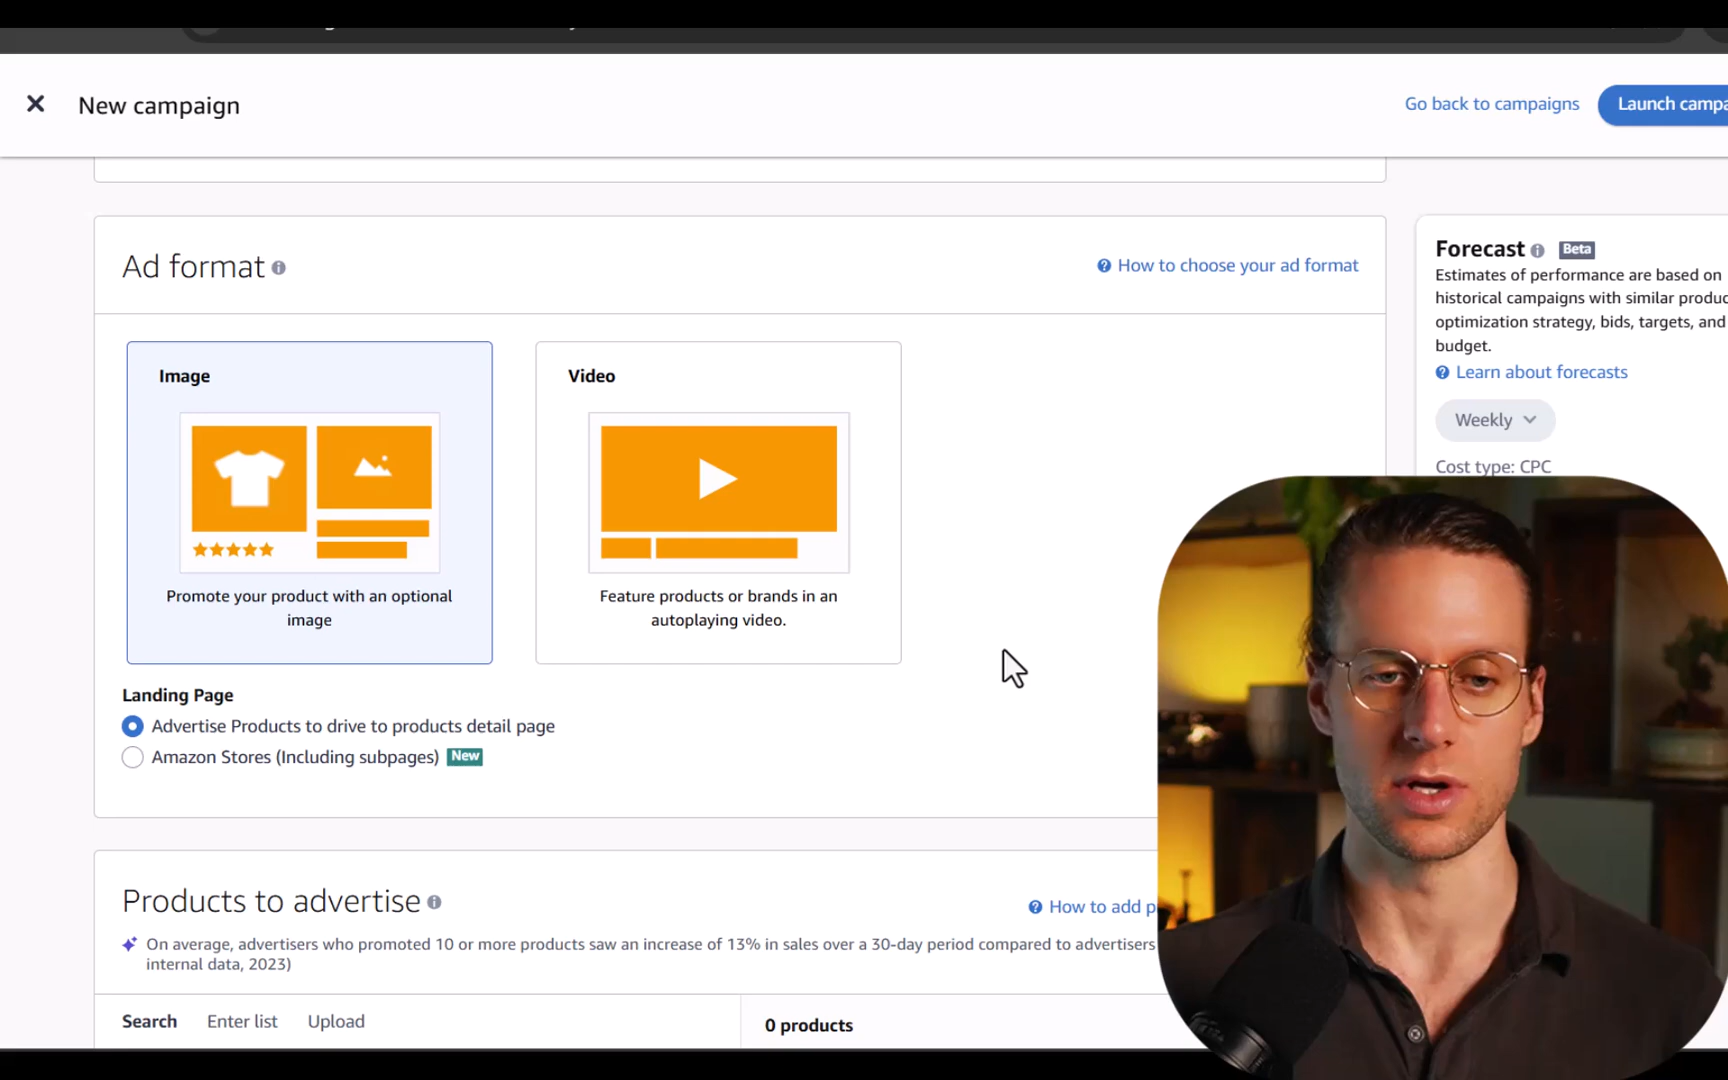 New campaign
Go back to campaigns
Launch campa
Ad format
How to choose your ad format
Image
Promote your product with an optional
image
Video
Feature products or brands in an
autoplaying video.
Landing Page
Advertise Products to drive to products detail page
Amazon Stores (Including subpages) New
Forecast Beta
Estimates of performance are based on
historical campaigns with similar produc
optimization strategy, bids, targets, and
budget.
Learn about forecasts
Weekly
Cost type: CPC
Products to advertise
How to add p
On average, advertisers who promoted 10 or more products saw an increase of 13% in sales over a 30-day period compared to advertisers
internal data, 2023)
Search Enter list Upload
0 products